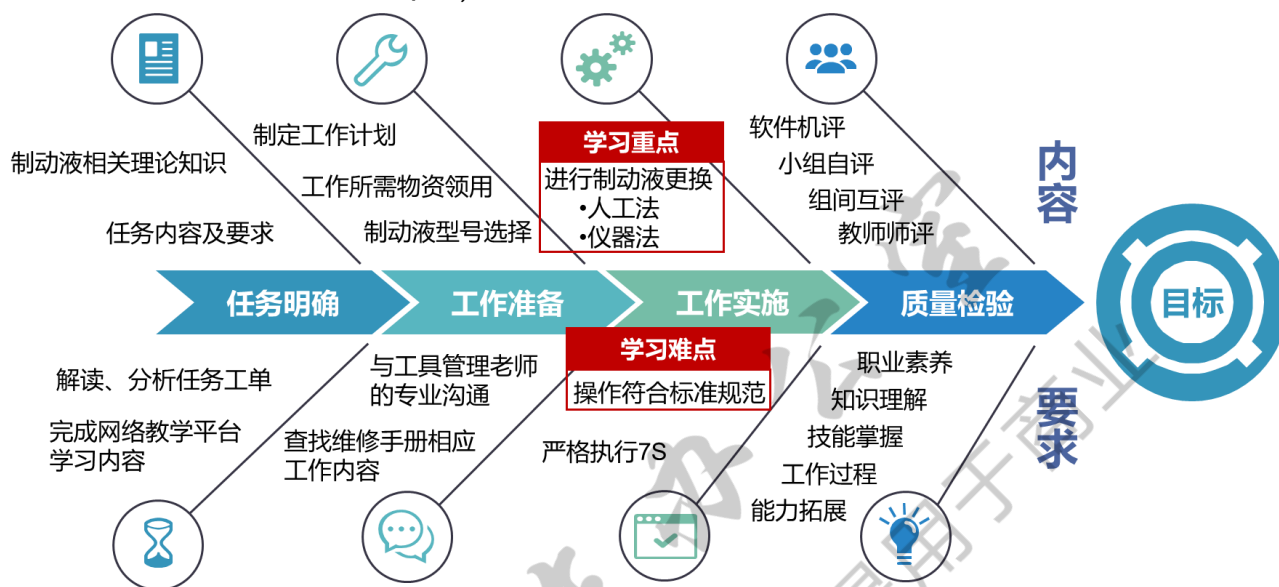 制动液相关理论知识
任务内容及要求
制定工作计划
工作所需物资领用
制动液型号选择
学习重点
进行制动液更换
•人工法
•仪器法
软件机评
小组自评
组间互评
教师师评
内容
任务明确
工作准备
工作实施
质量检验
目标
解读、分析任务工单
完成网络教学平台
学习内容
与工具管理老师
的专业沟通
查找维修手册相应
工作内容
学习难点
操作符合标准规范
严格执行7S
职业素养
知识理解
技能掌握
工作过程
能力拓展
要求